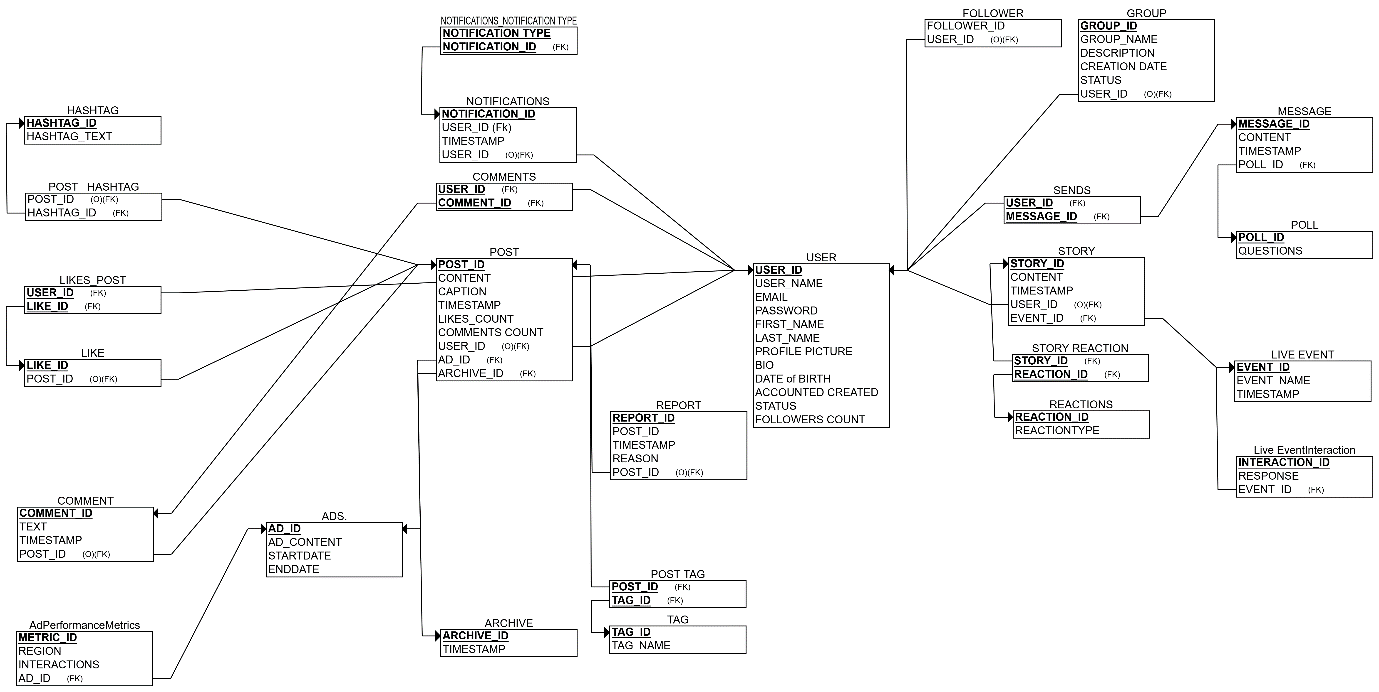 NOTIFICATIONS_NOTIFICATION TYPE
NOTIFICATION TYPE
NOTIFICATION_ID (FK)
FOLLOWER
FOLLOWER_ID
USER_ID (O)(FK)
GROUP
GROUP_ID
GROUP_NAME
DESCRIPTION
CREATION DATE
STATUS
USER_ID (O)(FK)
HASHTAG
HASHTAG_ID
HASHTAG_TEXT
NOTIFICATIONS
NOTIFICATION_ID
USER_ID (Fk)
TIMESTAMP
USER_ID (O)(FK)
MESSAGE
MESSAGE_ID
CONTENT
TIMESTAMP
POLL_ID (FK)
POST_HASHTAG
POST_ID (O)(FK)
HASHTAG_ID (FK)
COMMENTS
USER_ID (FK)
COMMENT_ID (FK)
SENDS
USER_ID (FK)
MESSAGE_ID (FK)
POLL
POLL_ID
QUESTIONS
LIKES_POST
USER_ID (FK)
LIKE_ID (FK)
POST
POST_ID
CONTENT
CAPTION
TIMESTAMP
LIKES_COUNT
COMMENTS COUNT
USER_ID (O)(FK)
AD_ID (FK)
ARCHIVE_ID (FK)
USER
USER_ID
USER_NAME
EMAIL
PASSWORD
FIRST_NAME
LAST_NAME
PROFILE PICTURE
BIO
DATE of BIRTH
ACCOUNTED CREATED
STATUS
FOLLOWERS COUNT
STORY
STORY_ID
CONTENT
TIMESTAMP
USER_ID (O)(FK)
EVENT_ID (FK)
LIKE
LIKE_ID
POST_ID (O)(FK)
STORY REACTION
STORY_ID (FK)
REACTION_ID (FK)
LIVE EVENT
EVENT_ID
EVENT_NAME
TIMESTAMP
REPORT
REPORT_ID
POST_ID
TIMESTAMP
REASON
POST_ID (O)(FK)
REACTIONS
REACTION_ID
REACTIONTYPE
Live EventInteraction
INTERACTION_ID
RESPONSE
EVENT_ID (FK)
COMMENT
COMMENT_ID
TEXT
TIMESTAMP
POST_ID (O)(FK)
ADS.
AD_ID
AD_CONTENT
STARTDATE
ENDDATE
POST TAG
POST_ID (FK)
TAG_ID (FK)
AdPerformanceMetrics
METRIC_ID
REGION
INTERACTIONS
AD_ID (FK)
ARCHIVE
ARCHIVE_ID
TIMESTAMP
TAG
TAG_ID
TAG_NAME